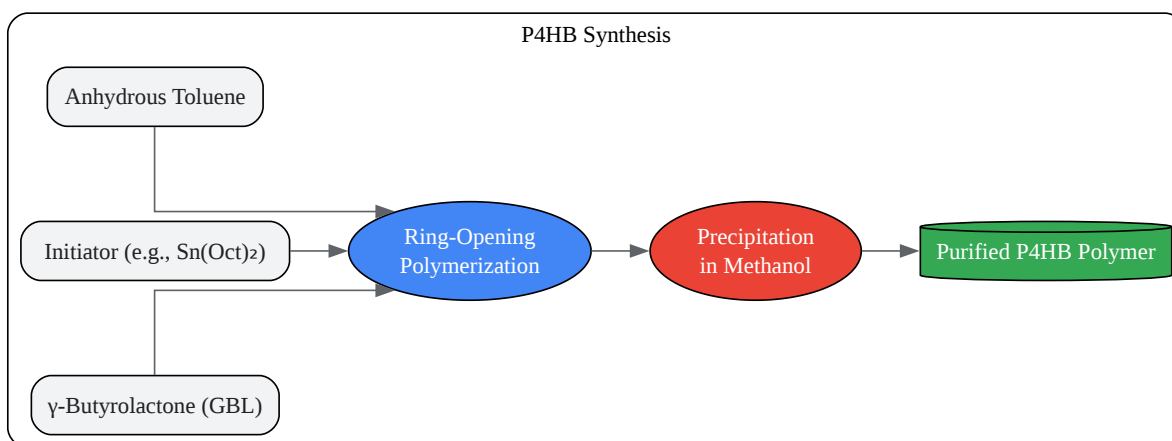 P4HB Synthesis
Anhydrous Toluene
Initiator (e.g., Sn(Oct)₂)
γ-Butyrolactone (GBL)
Ring-Opening
Polymerization
Precipitation
in Methanol
Purified P4HB Polymer